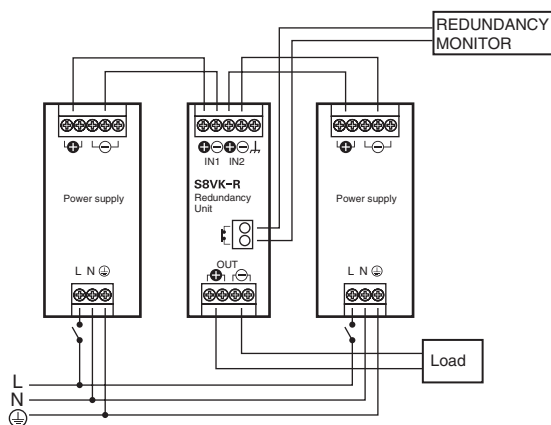 REDUNDANCY
MONITOR
IN1 IN2
S8VK-R
Redundancy
Unit
Power supply
Power supply
OUT
L N
L N
Load
L
N